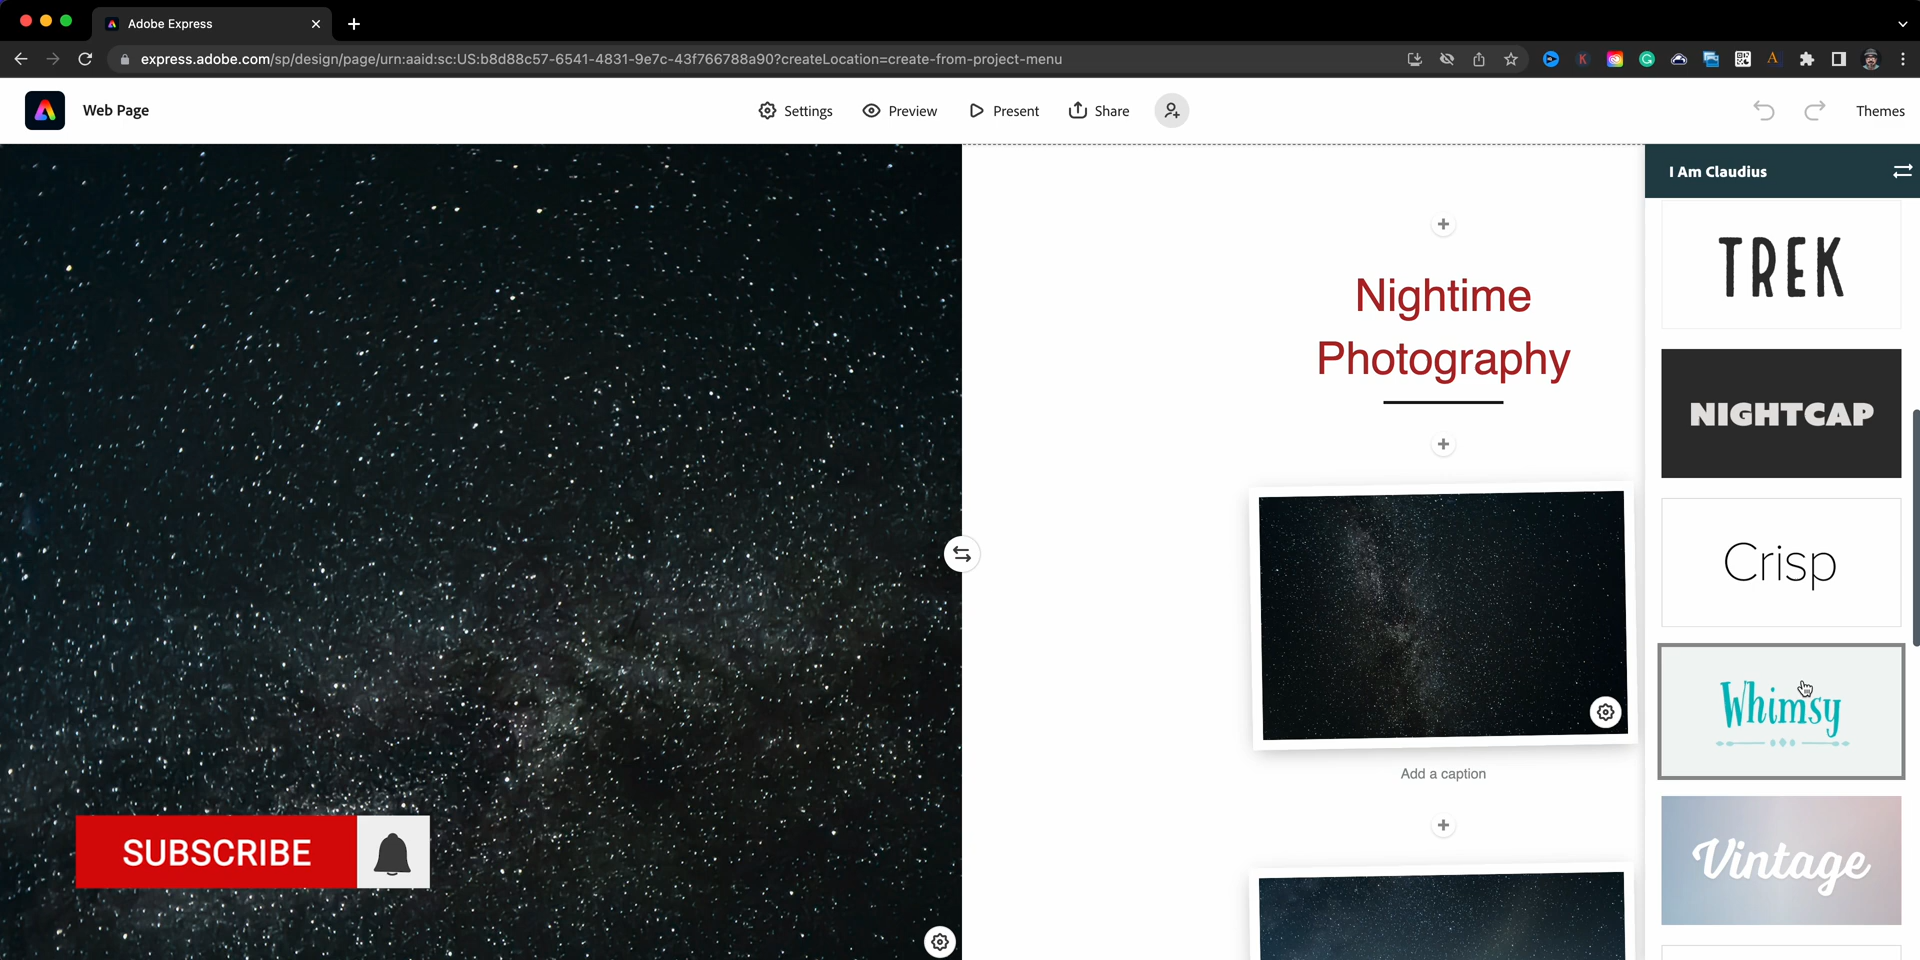 Adobe Express
express.adobe.com/sp/design/page/urn:aaid:sc:US:b8d88c57-6541-4831-9e7c-43f766788a90?createLocation=create-from-project-menu
Web Page
Settings
Preview
Present
Share
Themes
I Am Claudius
TREK
NIGHTCAP
Crisp
Whimsy
Vintage
Nightime
Photography
Add a caption
SUBSCRIBE